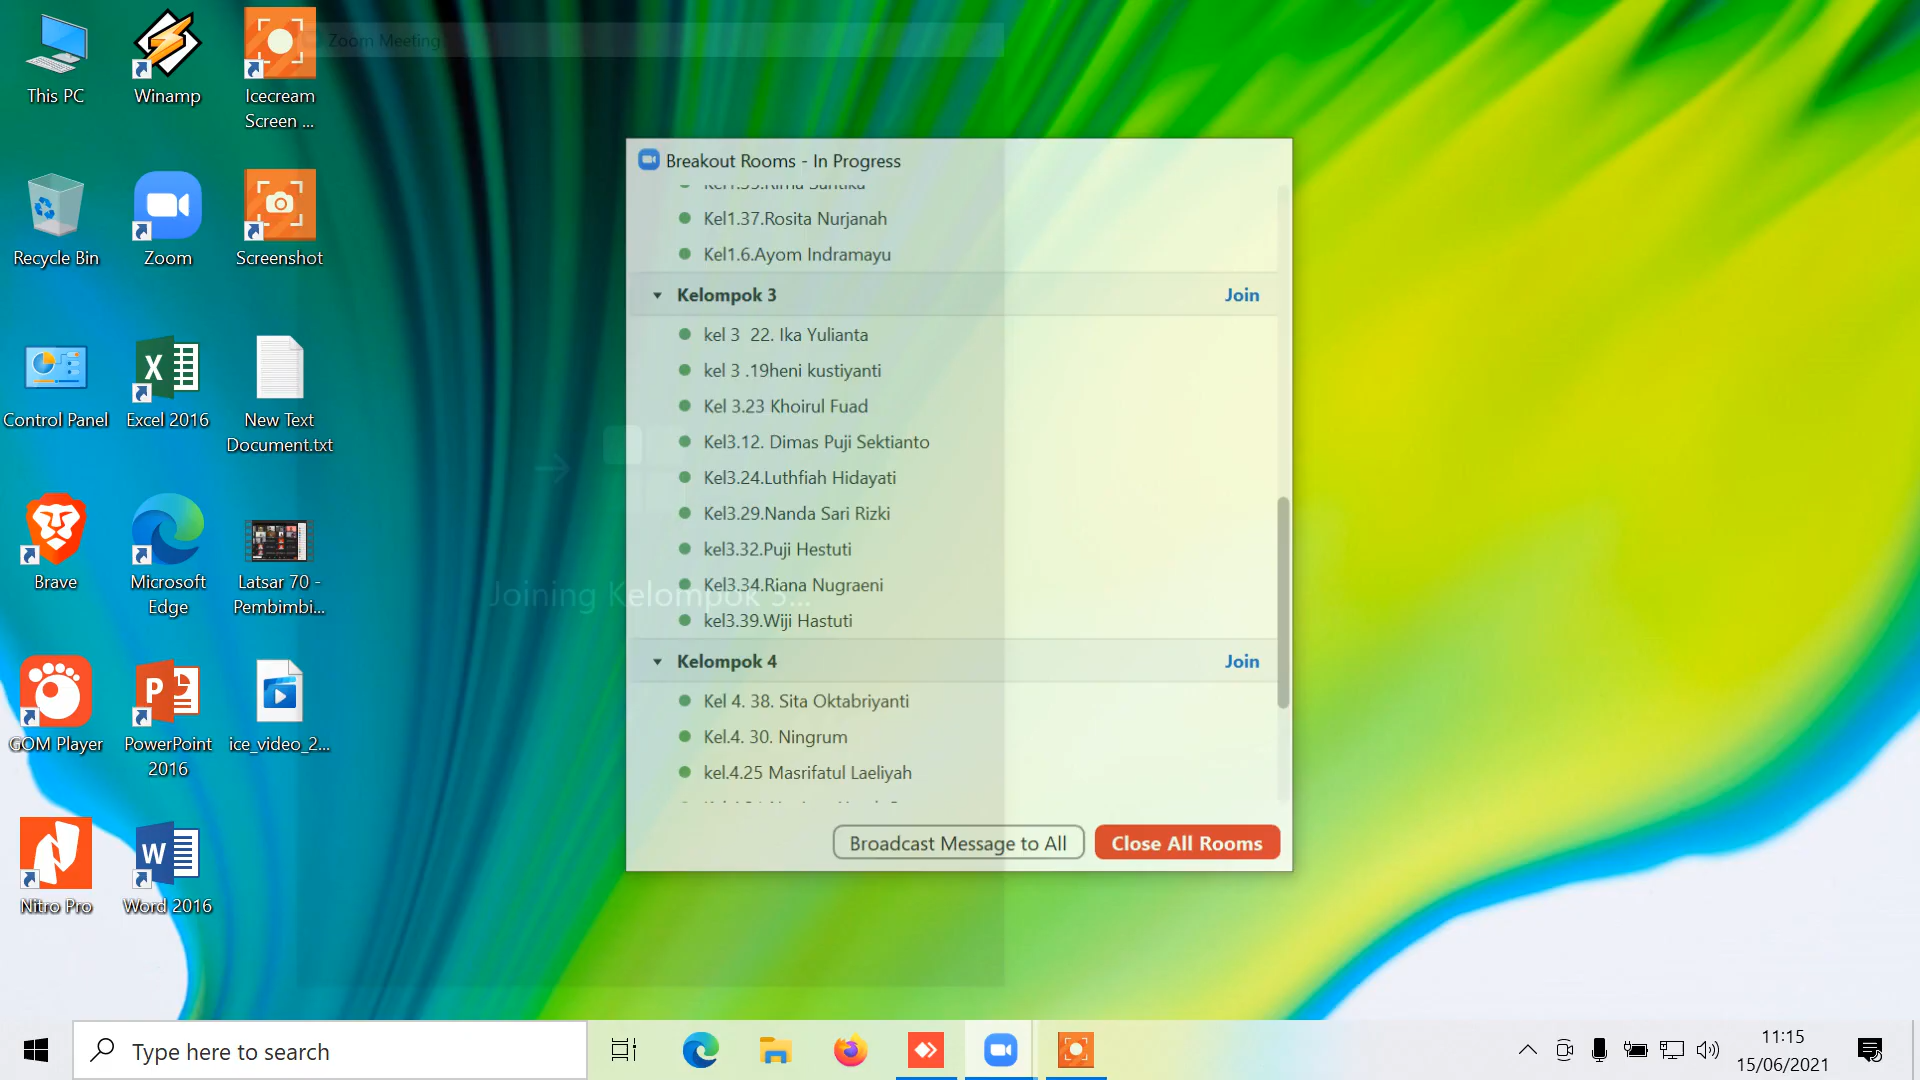 This PC
Winamp
Icecream
Screen ...
Recycle Bin
Zoom
Screenshot
Control Panel
Excel 2016
New Text
Document.txt
Brave
Microsoft
Edge
Latsar 70 -
Pembimbi...
GOM Player
PowerPoint
2016
ice_video_2...
Nitro Pro
Word 2016
Zoom Meeting
Joining Kelompok
Breakout Rooms - In Progress
Kel1.37.Rosita Nurjanah
Kel1.6.Ayom Indramayu
Kelompok 3 Join
kel 3  22. Ika Yulianta
kel 3 .19heni kustiyanti
Kel 3.23 Khoirul Fuad
Kel3.12. Dimas Puji Sektianto
Kel3.24.Luthfiah Hidayati
Kel3.29.Nanda Sari Rizki
kel3.32.Puji Hestuti
Kel3.34.Riana Nugraeni
kel3.39.Wiji Hastuti
Kelompok 4 Join
Kel 4. 38. Sita Oktabriyanti
Kel.4. 30. Ningrum
kel.4.25 Masrifatul Laeliyah
Broadcast Message to All
Close All Rooms
Type here to search
11:15
15/06/2021